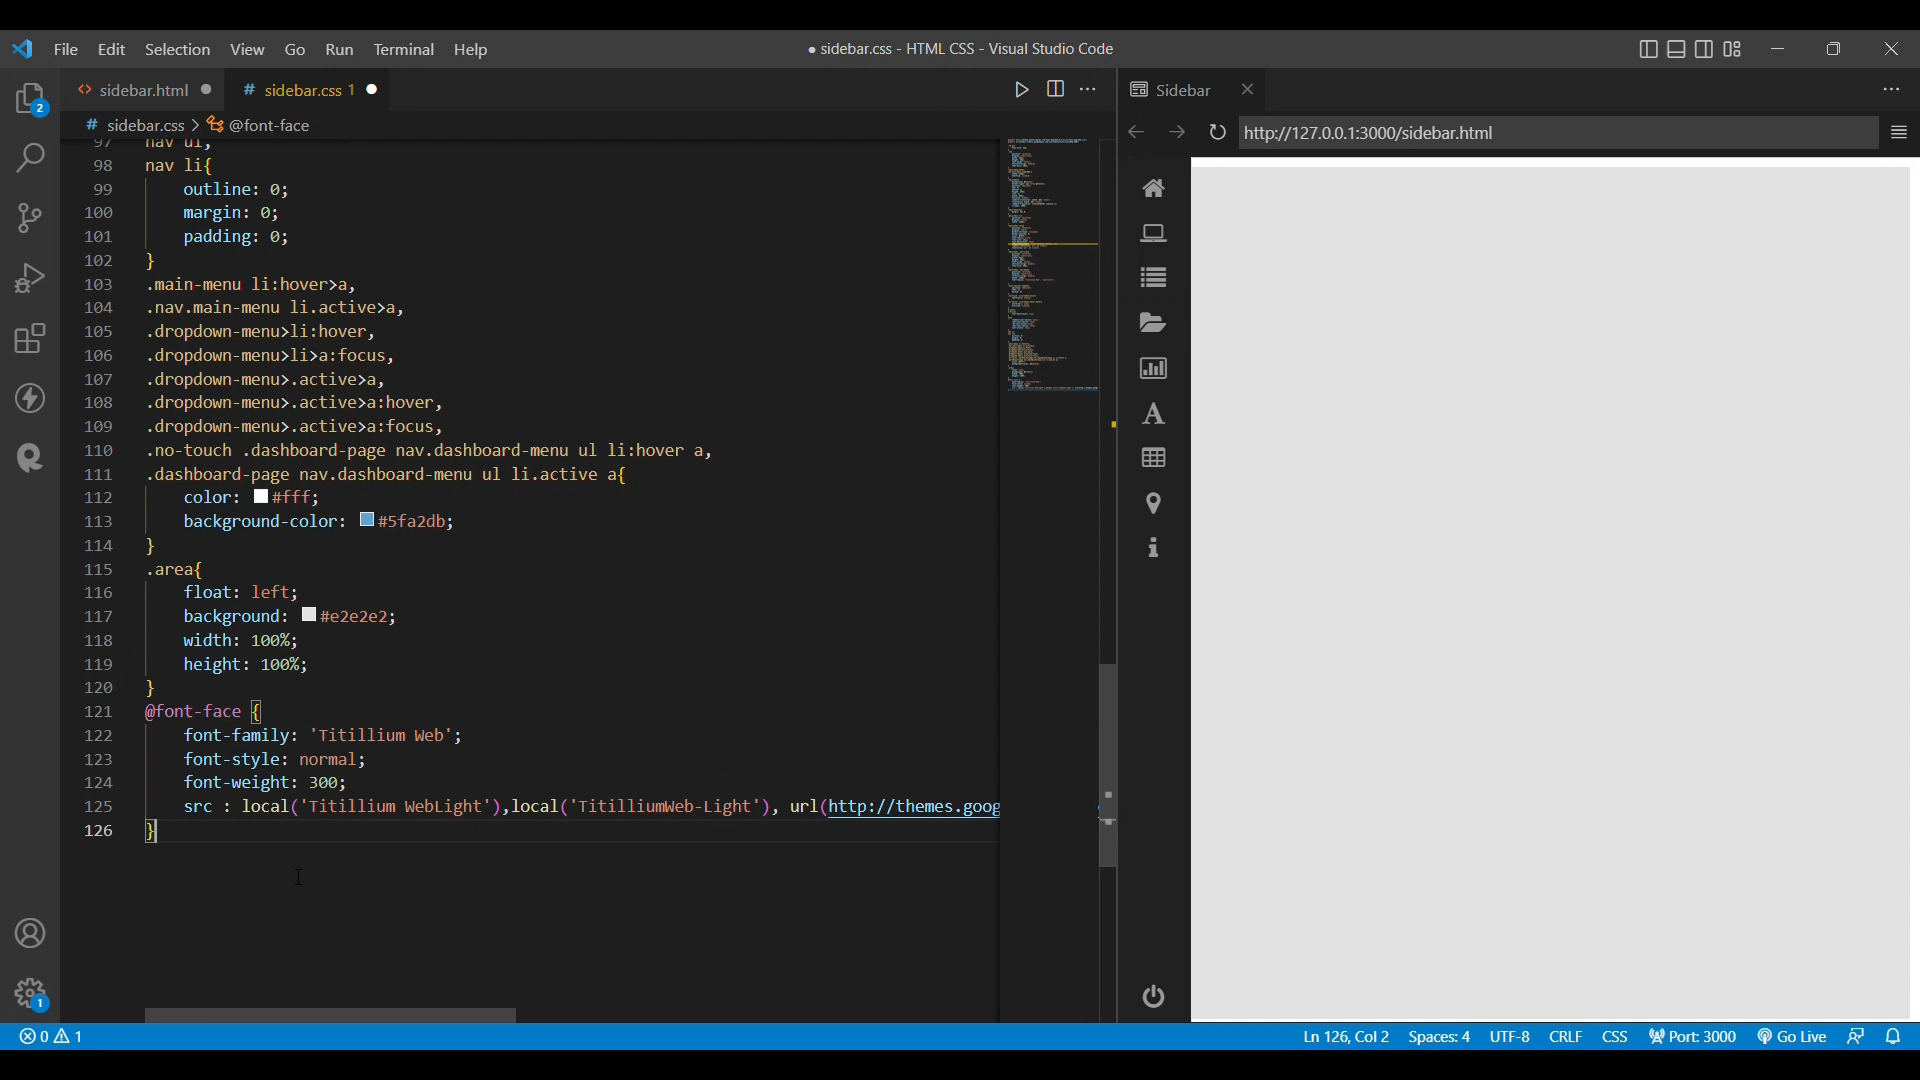 File Edit Selection View Go Run Terminal Help
● sidebar.css - HTML CSS - Visual Studio Code
<> sidebar.html ●
# sidebar.css 1 ●
Sidebar
# sidebar.css > @font-face
http://127.0.0.1:3000/sidebar.html
97 nav ul,
98 nav li{
99 outline: 0;
100 margin: 0;
101 padding: 0;
102 }
103 .main-menu li:hover>a,
104 .nav.main-menu li.active>a,
105 .dropdown-menu>li:hover,
106 .dropdown-menu>li>a:focus,
107 .dropdown-menu>.active>a,
108 .dropdown-menu>.active>a:hover,
109 .dropdown-menu>.active>a:focus,
110 .no-touch .dashboard-page nav.dashboard-menu ul li:hover a,
111 .dashboard-page nav.dashboard-menu ul li.active a{
112 color: #fff;
113 background-color: #5fa2db;
114 }
115 .area{
116 float: left;
117 background: #e2e2e2;
118 width: 100%;
119 height: 100%;
120 }
121 @font-face {
122 font-family: 'Titillium Web';
123 font-style: normal;
124 font-weight: 300;
125 src : local('Titillium WebLight'),local('TitilliumWeb-Light'), url(http://themes.goog
126 }
2
1
0 1
Ln 126, Col 2 Spaces: 4 UTF-8 CRLF CSS Port: 3000 Go Live